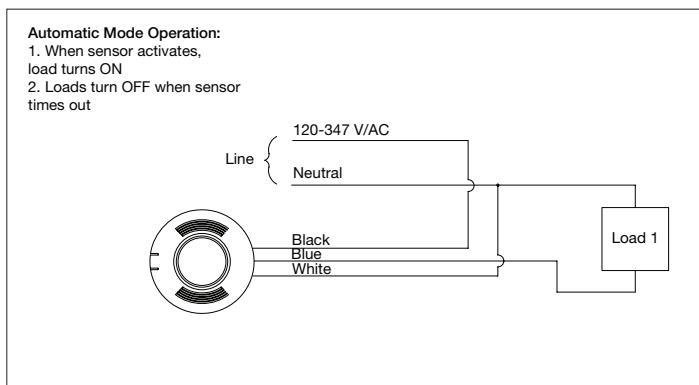 Automatic Mode Operation:
1. When sensor activates,
load turns ON
2. Loads turn OFF when sensor
times out
120-347 V/AC
Line
Neutral
Black
Blue
White
Load 1